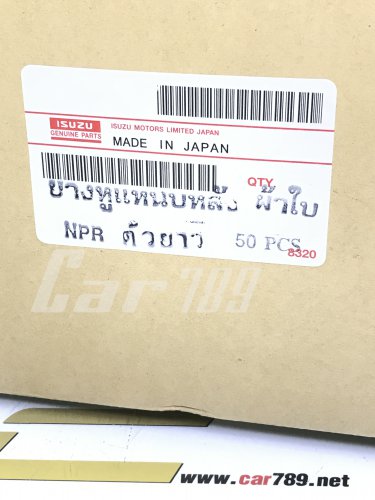 ISUZU
GENUINE PARTS
ISUZU MOTORS LIMITED JAPAN
MADE IN JAPAN
QTY
ยางหูแหนบหลัง ผ้าใบ
NPR ตัวยาว 50 PCS
8320
Car789
www.car789.net